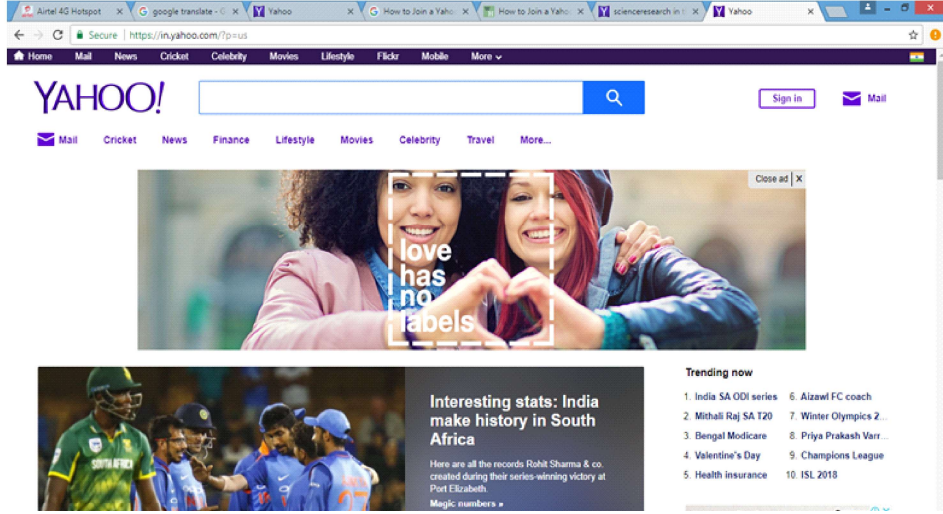 Airtel 4G Hotspot
google translate - G
Yahoo
How to Join a Yahoo
How to Join a Yahoo
scienceresearch in t
Yahoo
Secure | https://in.yahoo.com/?p=us
Home Mail News Cricket Celebrity Movies Lifestyle Flickr Mobile More
YAHOO!
Sign in
Mail
Mail Cricket News Finance Lifestyle Movies Celebrity Travel More...
Close ad | X
love
has
no
labels
SOUTH AFRICA
Interesting stats: India
make history in South
Africa
Here are all the records Rohit Sharma & co.
created during their series-winning victory at
Port Elizabeth.
Magic numbers »
Trending now
1. India SA ODI series
2. Mithali Raj SA T20
3. Bengal Modicare
4. Valentine's Day
5. Health insurance
6. Aizawl FC coach
7. Winter Olympics 2...
8. Priya Prakash Varr...
9. Champions League
10. ISL 2018